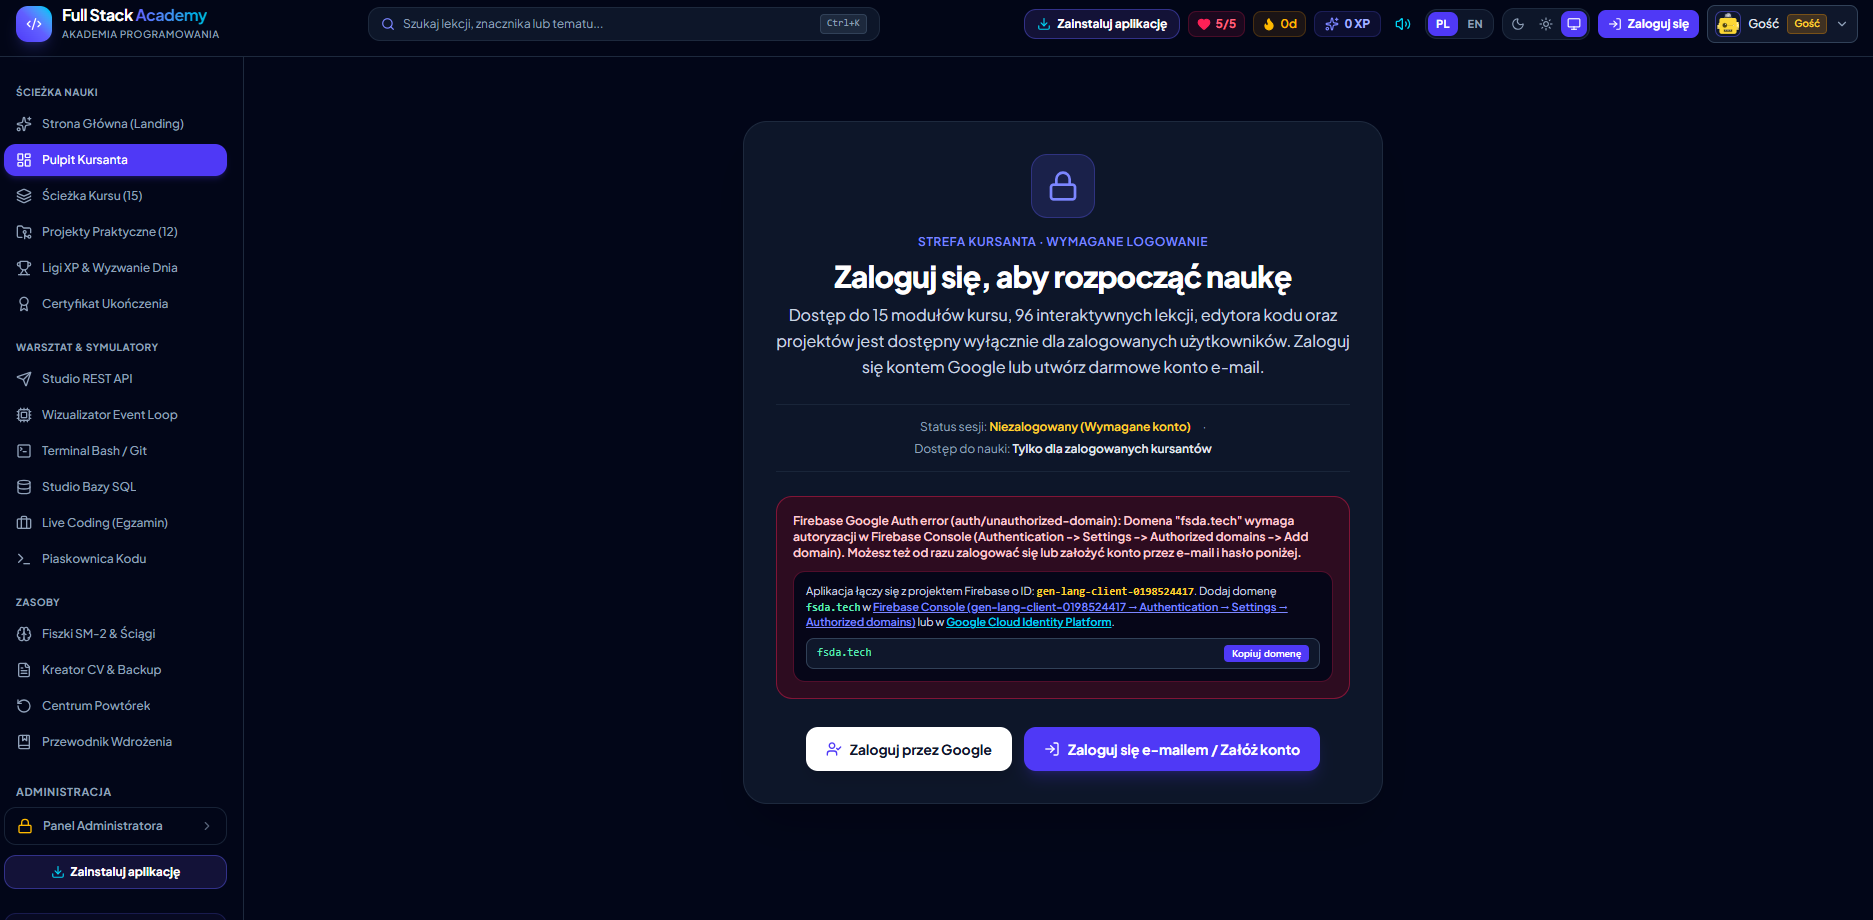 Full Stack Academy
AKADEMIA PROGRAMOWANIA
Szukaj lekcji, znacznika lub tematu...
Ctrl+K
Zainstaluj aplikację
5/5
0d
0 XP
PL
EN
Zaloguj się
Gość
Gość
ŚCIEŻKA NAUKI
Strona Główna (Landing)
Pulpit Kursanta
Ścieżka Kursu (15)
Projekty Praktyczne (12)
Ligi XP & Wyzwanie Dnia
Certyfikat Ukończenia
WARSZTAT & SYMULATORY
Studio REST API
Wizualizator Event Loop
Terminal Bash / Git
Studio Bazy SQL
Live Coding (Egzamin)
Piaskownica Kodu
ZASOBY
Fiszki SM-2 & Ściągi
Kreator CV & Backup
Centrum Powtórek
Przewodnik Wdrożenia
ADMINISTRACJA
Panel Administratora
Zainstaluj aplikację
STREFA KURSANTA · WYMAGANE LOGOWANIE
Zaloguj się, aby rozpocząć naukę
Dostęp do 15 modułów kursu, 96 interaktywnych lekcji, edytora kodu oraz
projektów jest dostępny wyłącznie dla zalogowanych użytkowników. Zaloguj
się kontem Google lub utwórz darmowe konto e-mail.
Status sesji: Niezalogowany (Wymagane konto) ·
Dostęp do nauki: Tylko dla zalogowanych kursantów
Firebase Google Auth error (auth/unauthorized-domain): Domena "fsda.tech" wymaga
autoryzacji w Firebase Console (Authentication -> Settings -> Authorized domains -> Add
domain). Możesz też od razu zalogować się lub założyć konto przez e-mail i hasło poniżej.
Aplikacja łączy się z projektem Firebase o ID: gen-lang-client-0198524417. Dodaj domenę
fsda.tech w Firebase Console (gen-lang-client-0198524417 → Authentication → Settings →
Authorized domains) lub w Google Cloud Identity Platform.
fsda.tech
Kopiuj domenę
Zaloguj przez Google
Zaloguj się e-mailem / Załóż konto